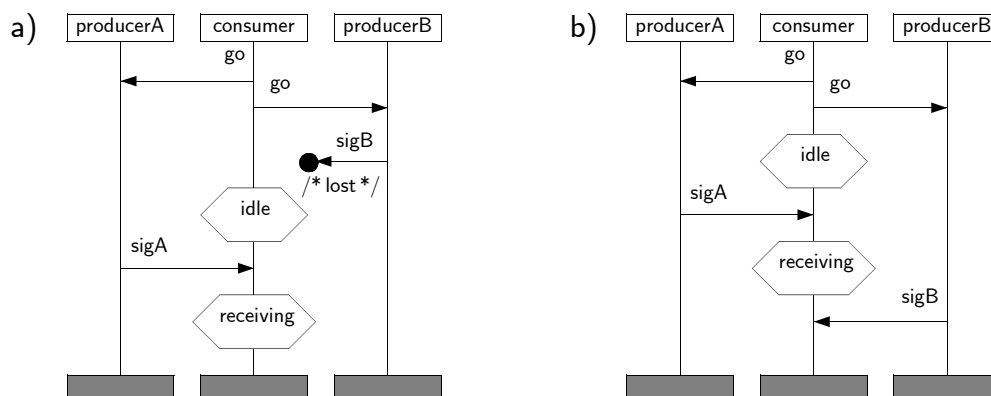 a)
producerA consumer producerB
go
go
sigB
/* lost */
idle
sigA
receiving
b)
producerA consumer producerB
go
go
idle
sigA
receiving
sigB